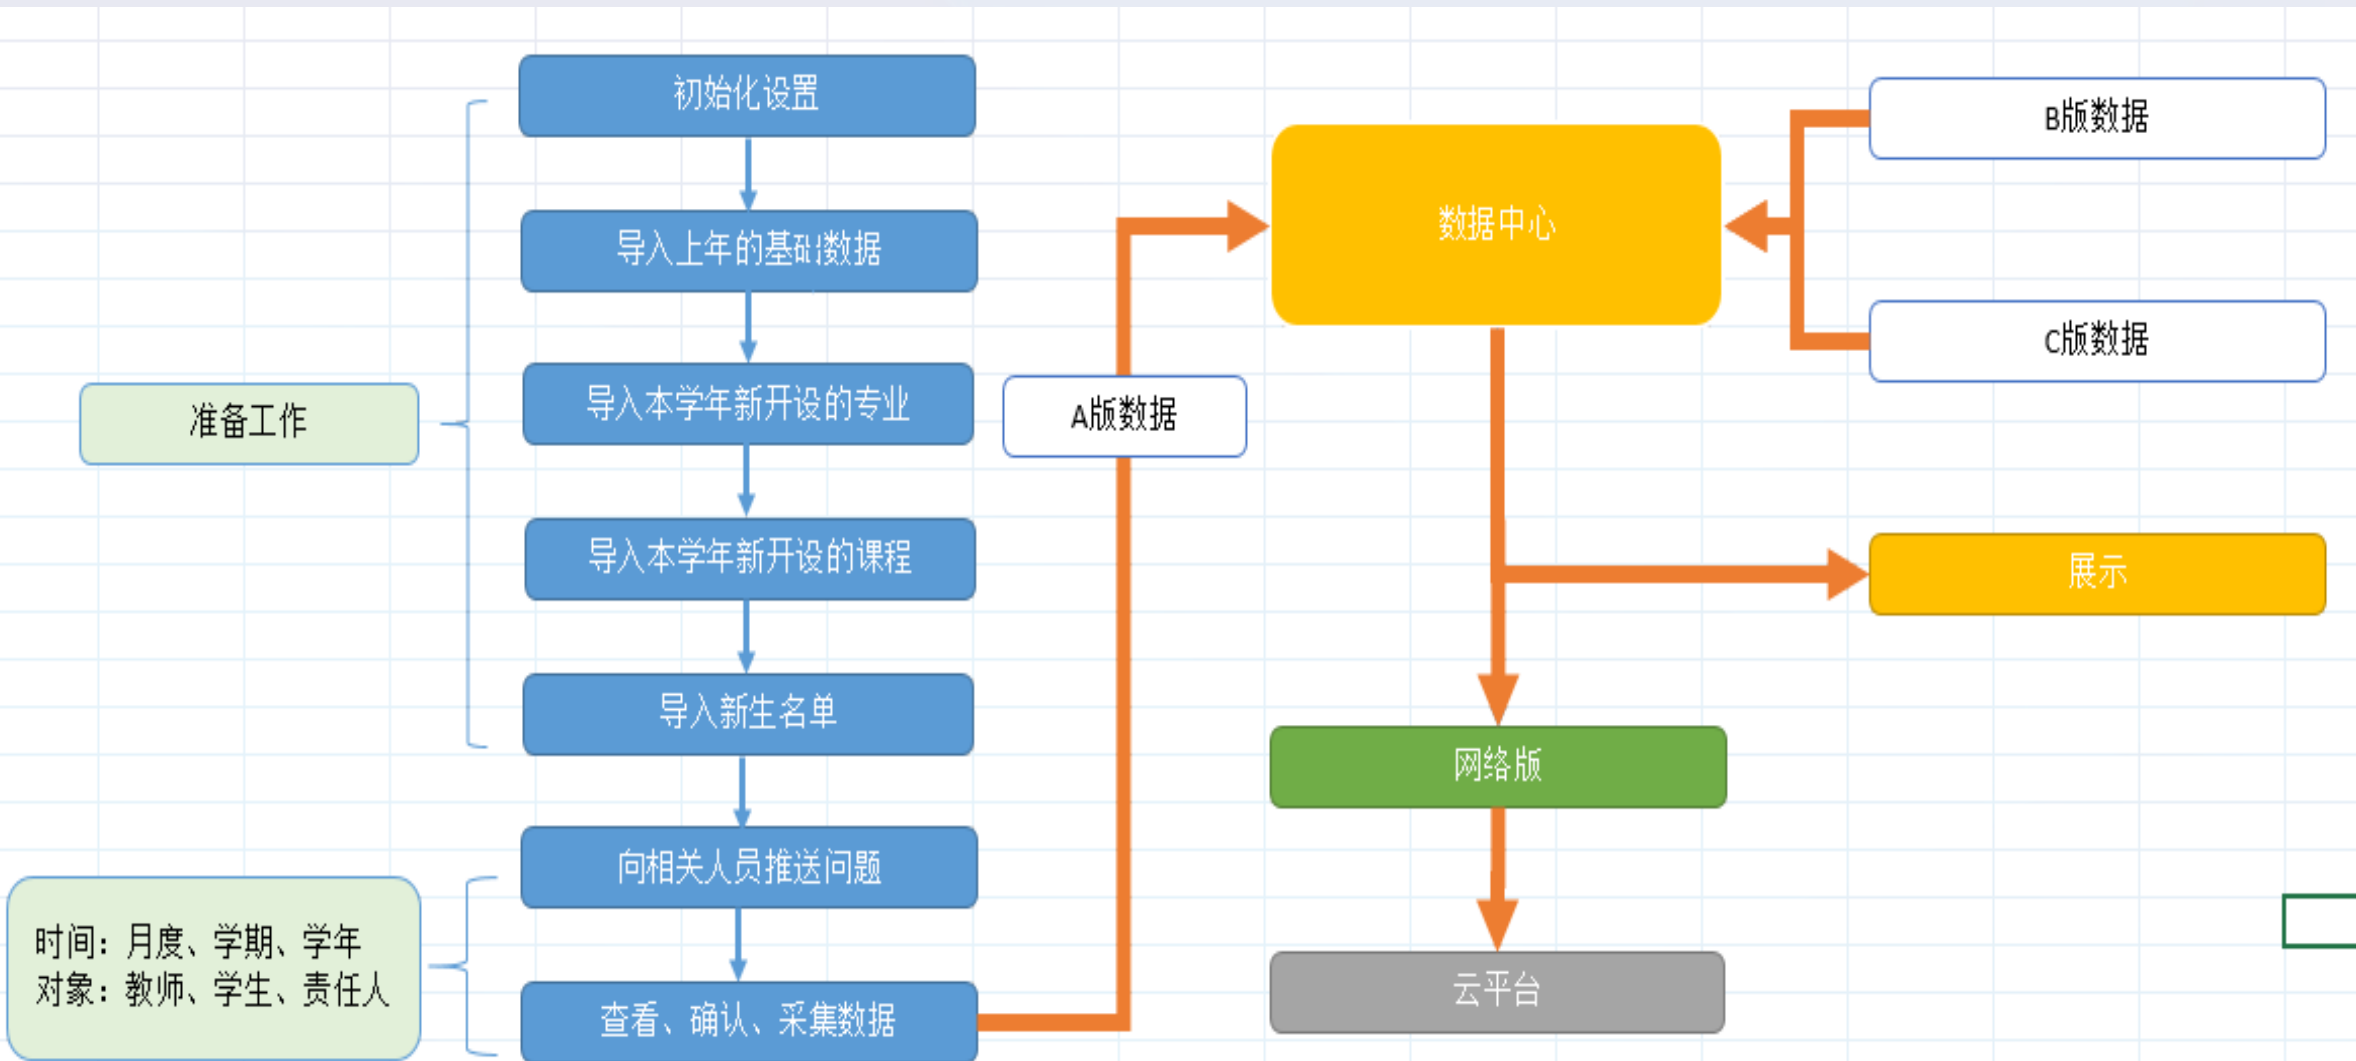 初始化设置
导入上年的基础数据
导入本学年新开设的专业
导入本学年新开设的课程
导入新生名单
向相关人员推送问题
查看、确认、采集数据
准备工作
时间：月度、学期、学年
对象：教师、学生、责任人
A版数据
数据中心
B版数据
C版数据
展示
网络版
云平台